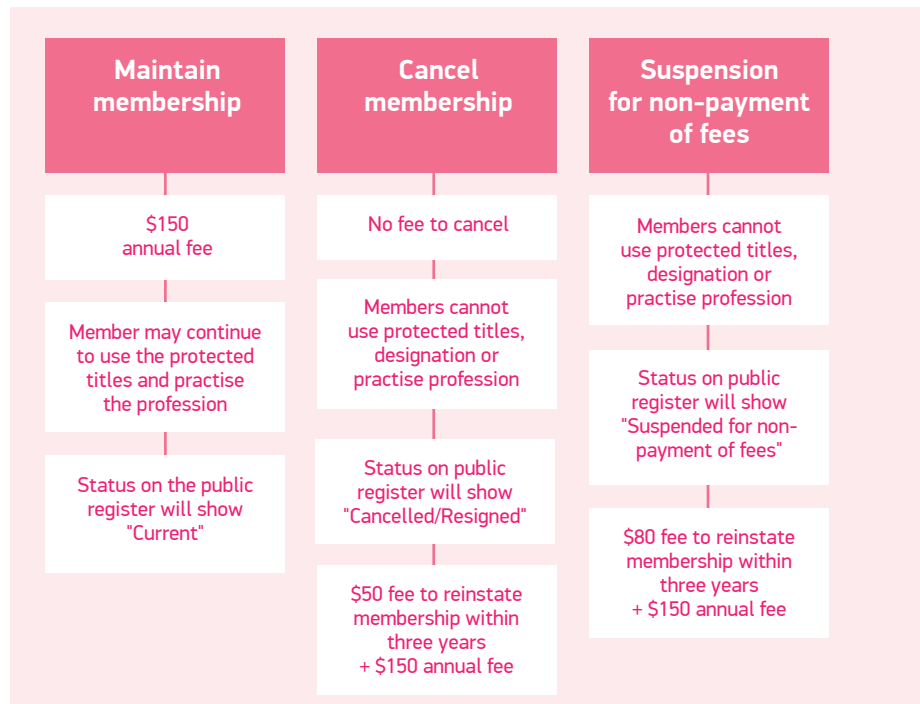 Maintain
membership
$150
annual fee
Member may continue
to use the protected
titles and practise
the profession
Status on the public
register will show
"Current"
Cancel
membership
No fee to cancel
Members cannot
use protected titles,
designation or
practise profession
Status on public
register will show
"Cancelled/Resigned"
$50 fee to reinstate
membership within
three years
+ $150 annual fee
Suspension
for non-payment
of fees
Members cannot
use protected titles,
designation or
practise profession
Status on public
register will show
"Suspended for non-
payment of fees"
$80 fee to reinstate
membership within
three years
+ $150 annual fee